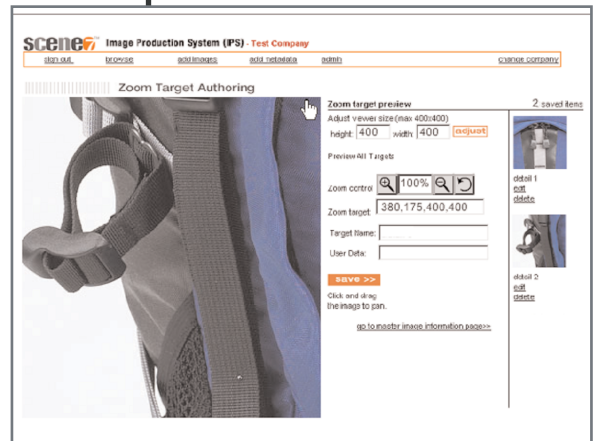 scene7 Image Production System (IPS) - Test Company
sign out browse add images add metadata admin change company
Zoom Target Authoring
Zoom target preview 2 saved items
Adjust viewer size (max 400x400)
height: 400 width: 400 adjust
Preview All Targets
Zoom control 100%
Zoom target: 380,175,400,400
Target Name:
User Data:
save >>
Click and drag
the image to pan.
go to master image information page>>
detail 1
edit
delete
detail 2
edit
delete